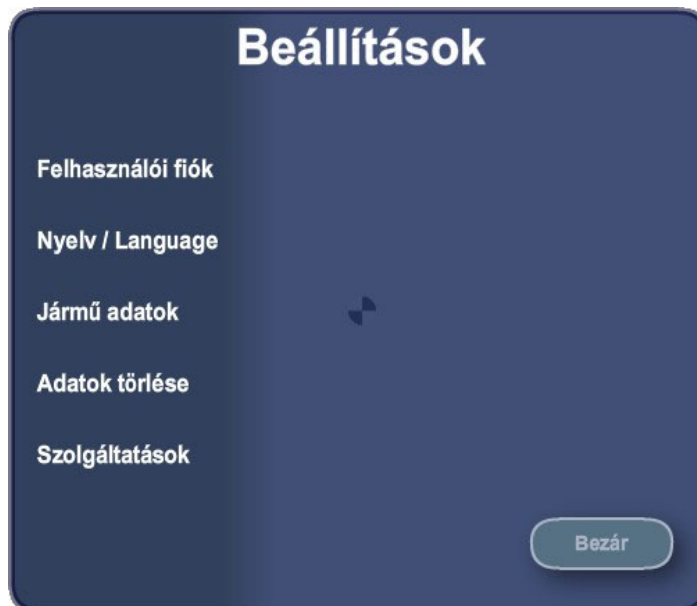 Beállítások
Felhasználói fiók
Nyelv / Language
Jármű adatok
Adatok törlése
Szolgáltatások
Bezár